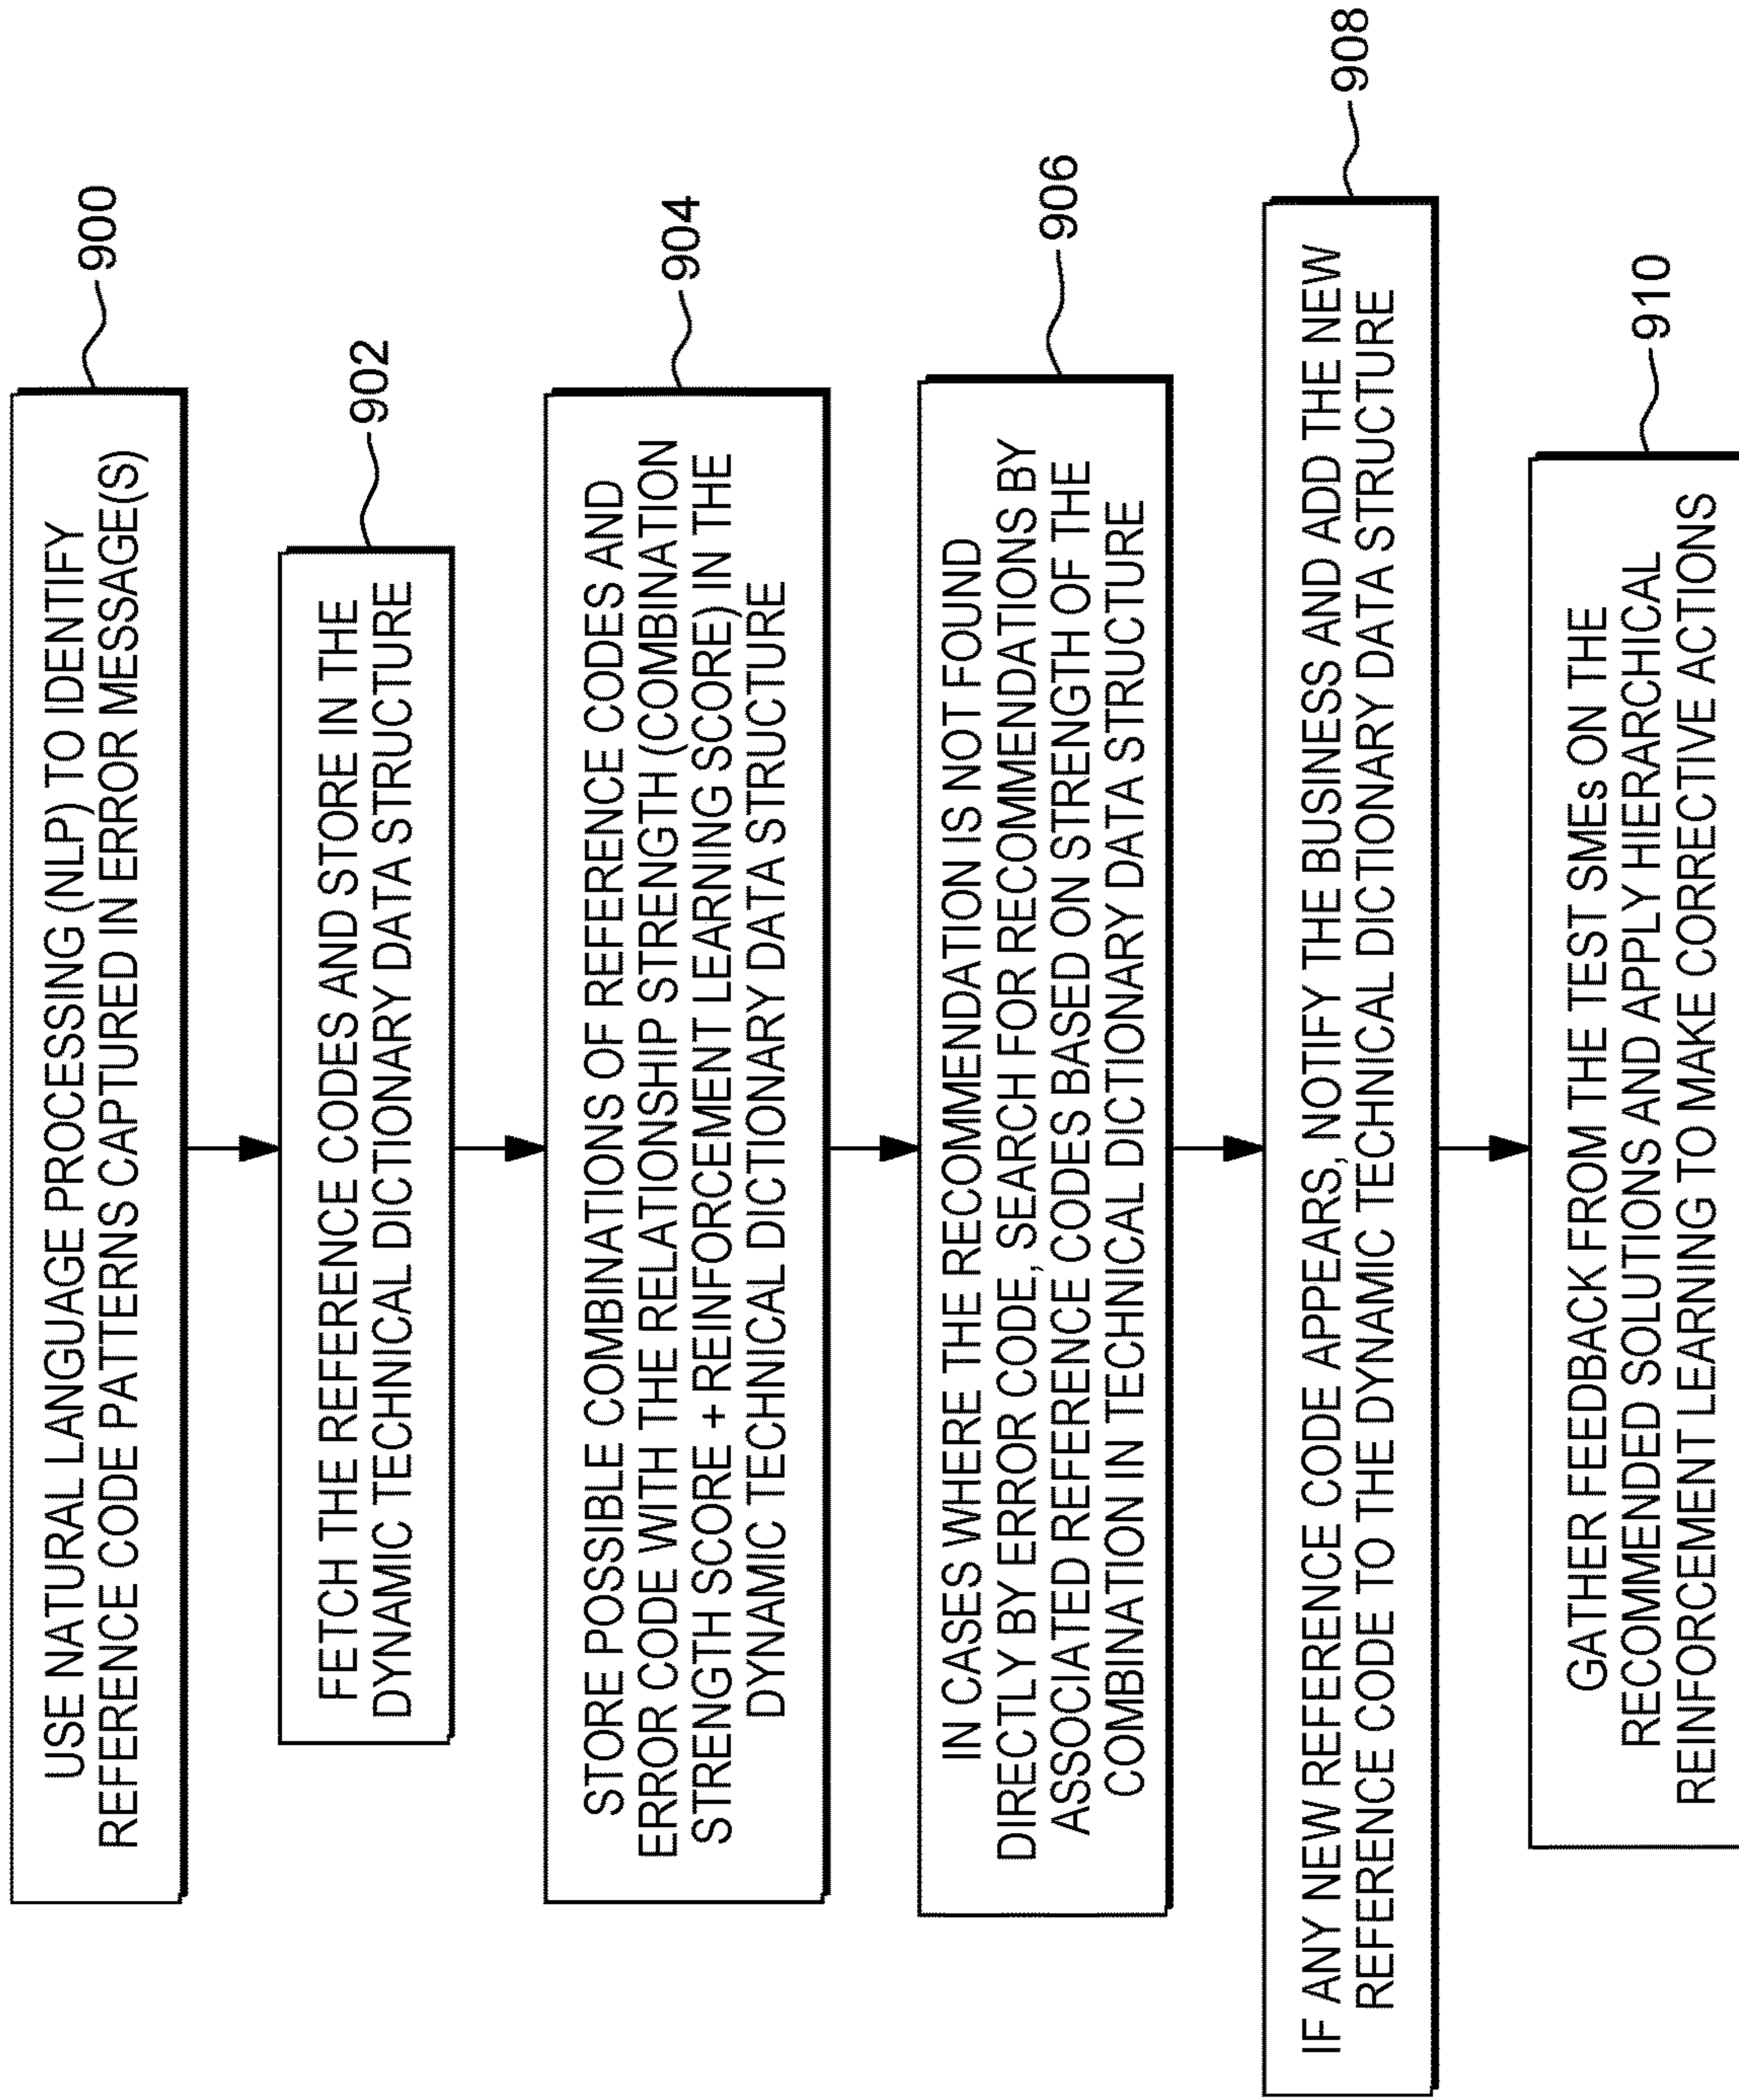 USE NATURAL LANGUAGE PROCESSING (NLP) TO IDENTIFY
REFERENCE CODE PATTERNS CAPTURED IN ERROR MESSAGE(S)
900
FETCH THE REFERENCE CODES AND STORE IN THE
DYNAMIC TECHNICAL DICTIONARY DATA STRUCTURE
902
STORE POSSIBLE COMBINATIONS OF REFERENCE CODES AND
ERROR CODE WITH THE RELATIONSHIP STRENGTH (COMBINATION
STRENGTH SCORE + REINFORCEMENT LEARNING SCORE) IN THE
DYNAMIC TECHNICAL DICTIONARY DATA STRUCTURE
904
IN CASES WHERE THE RECOMMENDATION IS NOT FOUND
DIRECTLY BY ERROR CODE, SEARCH FOR RECOMMENDATIONS BY
ASSOCIATED REFERENCE CODES BASED ON STRENGTH OF THE
COMBINATION IN TECHNICAL DICTIONARY DATA STRUCTURE
906
IF ANY NEW REFERENCE CODE APPEARS, NOTIFY THE BUSINESS AND ADD THE NEW
REFERENCE CODE TO THE DYNAMIC TECHNICAL DICTIONARY DATA STRUCTURE
908
GATHER FEEDBACK FROM THE TEST SMEs ON THE
RECOMMENDED SOLUTIONS AND APPLY HIERARCHICAL
REINFORCEMENT LEARNING TO MAKE CORRECTIVE ACTIONS
910